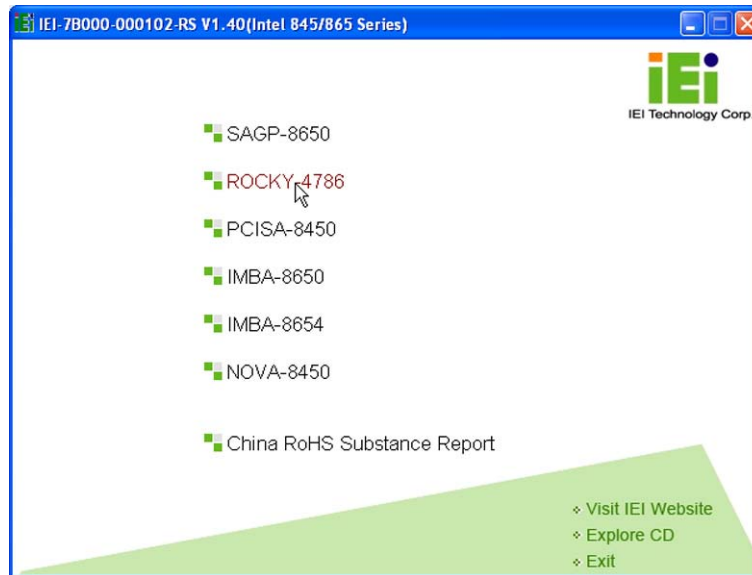 IEI-7B000-000102-RS V1.40(Intel 845/865 Series)
iEi
IEI Technology Corp.
SAGP-8650
ROCKY-4786
PCISA-8450
IMBA-8650
IMBA-8654
NOVA-8450
China RoHS Substance Report
Visit IEI Website
Explore CD
Exit